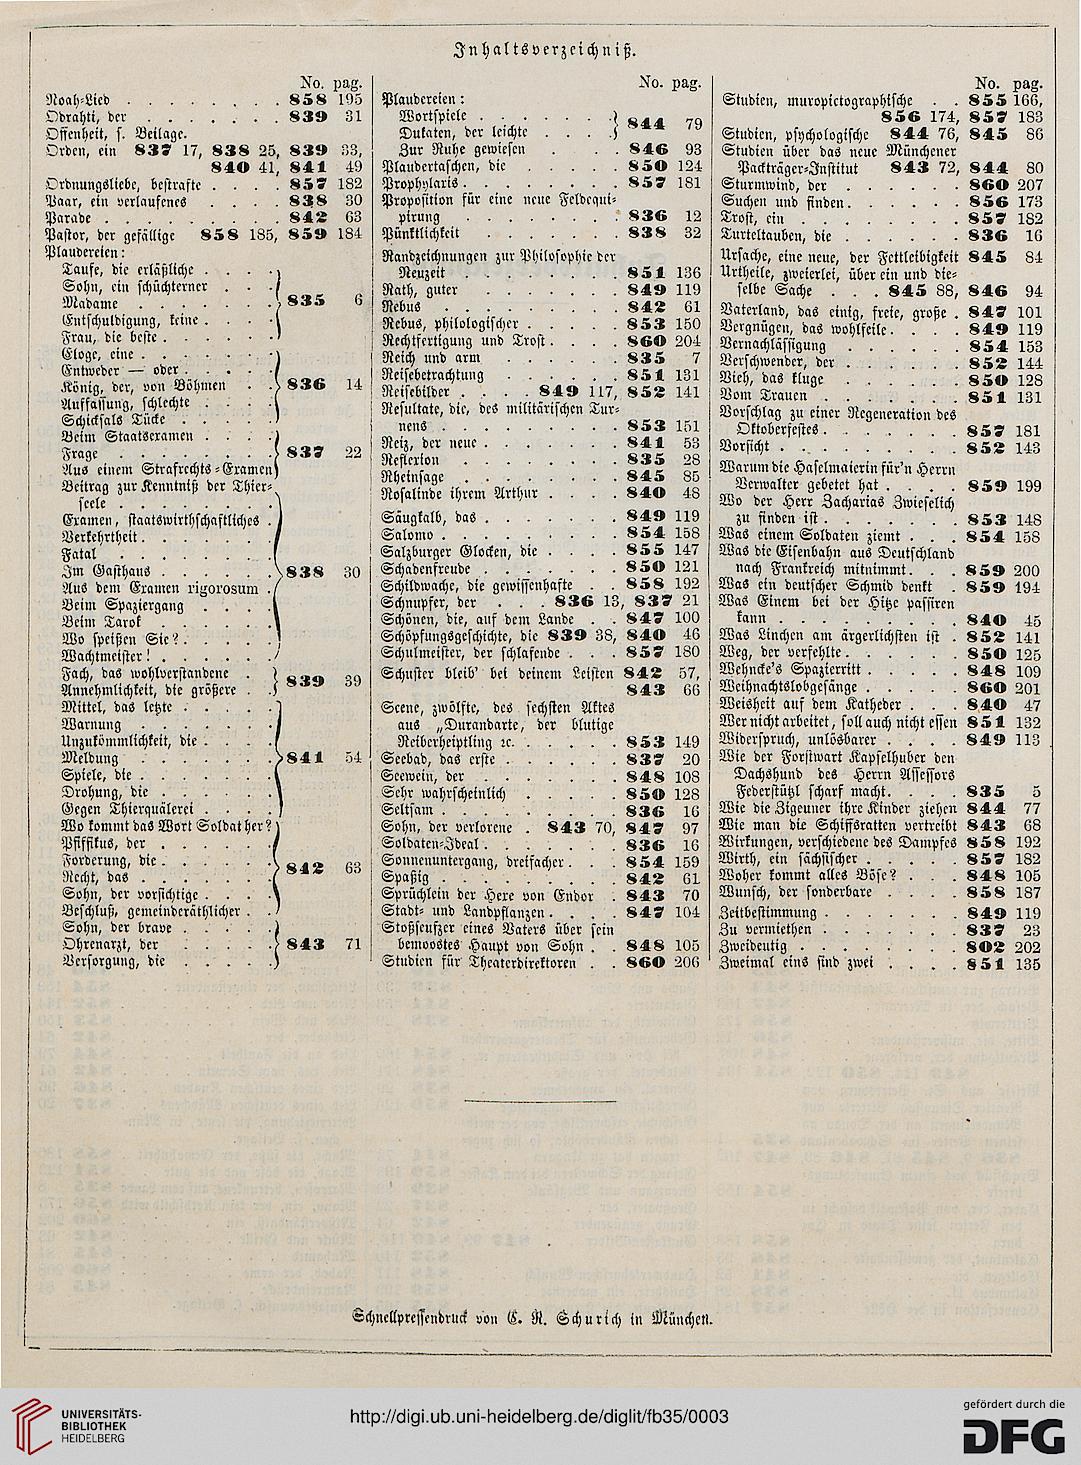 Inhaltsverzeichniß.
No. pag.
Noah-Lied . . . . . . . . 858 195
Odrahti, der . . . . . . . 839 31
Offenheit, s. Beilage.
Orden, ein 837 17, 838 25, 839 33,
840 41, 841 49
Ordnungsliebe, bestrafte . . . . 857 182
Paar, ein verlaufenes . . . . . 838 30
Parade . . . . . . . . . . 842 63
Pastor, der gefällige 858 185, 859 184
Plaudereien:
Taufe, die erläßliche . . . .
Sohn, ein schüchterner . . .
Madame . . . . . . . . 835 6
Entschuldigung, keine . . . .
Frau, die beste . . . . . . .
Eloge, eine . . . . . . . .
Entweder — oder . . . . .
König, der, von Böhmen . . 836 14
Auffassung, schlechte . . . .
Schicksals Tücke . . . . . .
Beim Staatsexamen . . . .
Frage . . . . . . . . . 837 22
Aus einem Strafrechts-Examen
Beitrag zur Kenntniß der Thier-
seele . . . . . . . . . .
Examen, staatswirthschaftliches .
Verkehrtheit . . . . . . . .
Fatal . . . . . . . . .
Im Gasthaus . . . . . . 838 30
Aus dem Examen rigorosum .
Beim Spaziergang . . . . .
Beim Tarok . . . . . . .
Wo speißen Sie? . . . . . .
Wachtmeister! . . . . . . .
Fach, das wohlverstandene .
Annehmlichkeit, die größere . . 839 39
Mittel, das letzte . . . . .
Warnung . . . . . . . .
Unzukömmlichkeit, die . . . .
Meldung . . . . . . . . 841 54
Spiele, die . . . . . . . .
Drohung, die . . . . . . .
Gegen Thierquälerei . . . .
Wo kommt das Wort Soldat her?
Pfiffikus, der . . . . . . .
Forderung, die . . . . . . .
Recht, das . . . . . . . . 842 63
Sohn, der vorsichtige . . . .
Beschluß, gemeinderäthlicher . .
Sohn, der brave . . . . . .
Ohrenarzt, der . . . . . 843 71
Versorgung, die . . . . .
No. pag.
Plaudereien:
Wortspiele . . . . . . .
Dukaten, der leichte . . . . 844 79
Zur Ruhe gewiesen . . . . 846 93
Plaudertaschen, die . . . . . 850 124
Prophylaxis . . . . . . . . 857 181
Proposition für eine neue Feldequi-
pirung . . . . . . . . 836 12
Pünktlichkeit . . . . . . . 838 32
Randzeichnungen zur Philosophie der
Neuzeit . . . . . . . . 851 136
Rath, guter . . . . . . . 849 119
Rebus . . . . . . . . . 842 61
Rebus, philologischer . . . . . 853 150
Rechtfertigung und Trost . . . . 860 204
Reich und arm . . . . . . 835 7
Reisebetrachtung . . . . . . 851 131
Reisebilder . . . . 849 117, 852 141
Resultate, die, des militärischen Tur-
nens . . . . . . . . . 853 151
Reiz, der neue . . . . . . . 841 53
Reflexion . . . . . . . . 835 28
Rheinsage . . . . . . . . 845 85
Rosalinde ihrem Arthur . . . . 840 48
Säugkalb, das . . . . . . . 849 119
Salomo . . . . . . . . . 854 158
Salzburger Glocken, die . . . . 855 147
Schadenfreude . . . . . . . 850 121
Schildwache, die gewissenhafte . . 858 192
Schnupfer, der . . . 836 13, 837 21
Schönen, die, auf dem Lande . . 847 100
Schöpfungsgeschichte, die 839 38, 840 46
Schulmeister, der schlafende . . . 857 180
Schuster bleib' bei deinem Leisten 842 57,
843 66
Scene, zwölfte, des sechsten Aktes
aus „Durandarte, der blutige
Reiberheiptling ꝛc. . . . . . 853 149
Seebad, das erste . . . . . . 837 20
Seewein, der . . . . . . . 848 108
Sehr wahrscheinlich . . . . . 850 128
Seltsam . . . . . . . . . 836 16
Sohn, der verlorene . 843 70, 847 97
Soldaten-Ideal . . . . . . . 836 16
Sonnenuntergang, dreifacher . . . 854 159
Spaßig . . . . . . . . . 842 61
Sprüchlein der Hexe von Endor . 843 70
Stadt- und Landpflanzen . . . . 847 104
Stoßseufzer eines Vaters über sein
bemoostes Haupt von Sohn . . 848 105
Studien für Theaterdirektoren . . 860 206
No. pag.
Studien, muropictographische . . 855 166,
856 174, 857 183
Studien, psychologische 844 76, 845 86
Studien über das neue Münchener
Packträger-Institut 843 72, 844 80
Sturmwind, der . . . . . . 860 207
Suchen und finden . . . . . . 856 173
Trost, ein . . . . . . . . 857 182
Turteltauben, die . . . . . . 836 16
Ursache, eine neue, der Fettleibigkeit 845 84
Urtheile, zweierlei, über ein und die-
selbe Sache . . . 845 88, 846 94
Vaterland, das einig, freie, große . 847 101
Vergnügen, das wohlfeile . . . . 849 119
Vernachlässigung . . . . . . 854 153
Verschwender, der . . . . . . 852 144
Vieh, das kluge . . . . . . 850 128
Vom Trauen . . . . . . . 851 131
Vorschlag zu einer Regeneration des
Oktoberfestes . . . . . . . 857 181
Vorsicht . . . . . . . . . 852 143
Warum die Haselmaierin für'n Herrn
Verwalter gebetet hat . . . . 859 199
Wo der Herr Zacharias Zwieselich
zu finden ist . . . . . . . 853 148
Was einem Soldaten ziemt . . . 854 158
Was die Eisenbahn aus Deutschland
nach Frankreich mitnimmt . . . 859 200
Was ein deutscher Schmid denkt . 859 194
Was Einem bei der Hitze passiren
kann . . . . . . . . . 840 45
Was Linchen am ärgerlichsten ist . 852 141
Weg, der verfehlte . . . . . . 850 125
Wehncke's Spazierritt . . . . . 848 109
Weihnachtslobgesänge . . . . . 860 201
Weisheit auf dem Katheder . . . 840 47
Wer nicht arbeitet, soll auch nicht essen 851 132
Widerspruch, unlösbarer . . . . 849 113
Wie der Forstwart Kapselhuber den
Dachshund des Herrn Assessors
Federstützl scharf macht . . . . 835 5
Wie die Zigeuner ihre Kinder ziehen 844 77
Wie man die Schiffsratten vertreibt 843 68
Wirkungen, verschiedene des Dampfes 858 192
Wirth, ein sächsischer . . . . . 857 182
Woher kommt alles Böse? . . . 848 105
Wunsch, der sonderbare . . . . 858 187
Zeitbestimmung . . . . . . . 849 119
Zu vermiethen . . . . . . . 837 23
Zweideutig . . . . . . . . 802 202
Zweimal eins sind zwei . . . . 851 135
Schnellpressendruck von C. R. Schurich in München.
UNIVERSITÄTS-
BIBLIOTHEK
HEIDELBERG
http://digi.ub.uni-heidelberg.de/diglit/fb35/0003
gefördert durch die
DFG